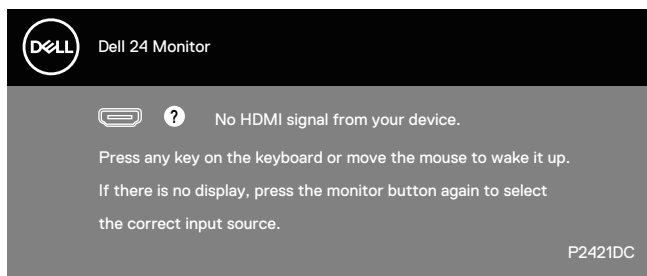 DELL
Dell 24 Monitor
? No HDMI signal from your device.
Press any key on the keyboard or move the mouse to wake it up.
If there is no display, press the monitor button again to select
the correct input source.
P2421DC